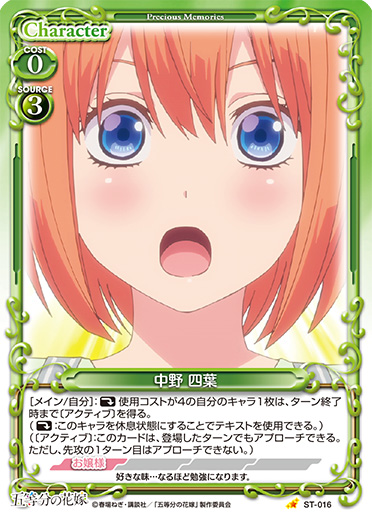 Precious Memories
Character
COST
0
SOURCE
3
中野 四葉
[メイン/自分]：使用コストが4の自分のキャラ1枚は、ターン終了
時まで〔アクティブ〕を得る。
（：このキャラを休息状態にすることでテキストを使用できる。）
（〔アクティブ〕：このカードは、登場したターンでもアプローチできる。
ただし、先攻の1ターン目はアプローチできない。）
お嬢様
好きな味…なるほど勉強になります。
五等分の花嫁
©春場ねぎ・講談社／「五等分の花嫁」製作委員会
ST-016